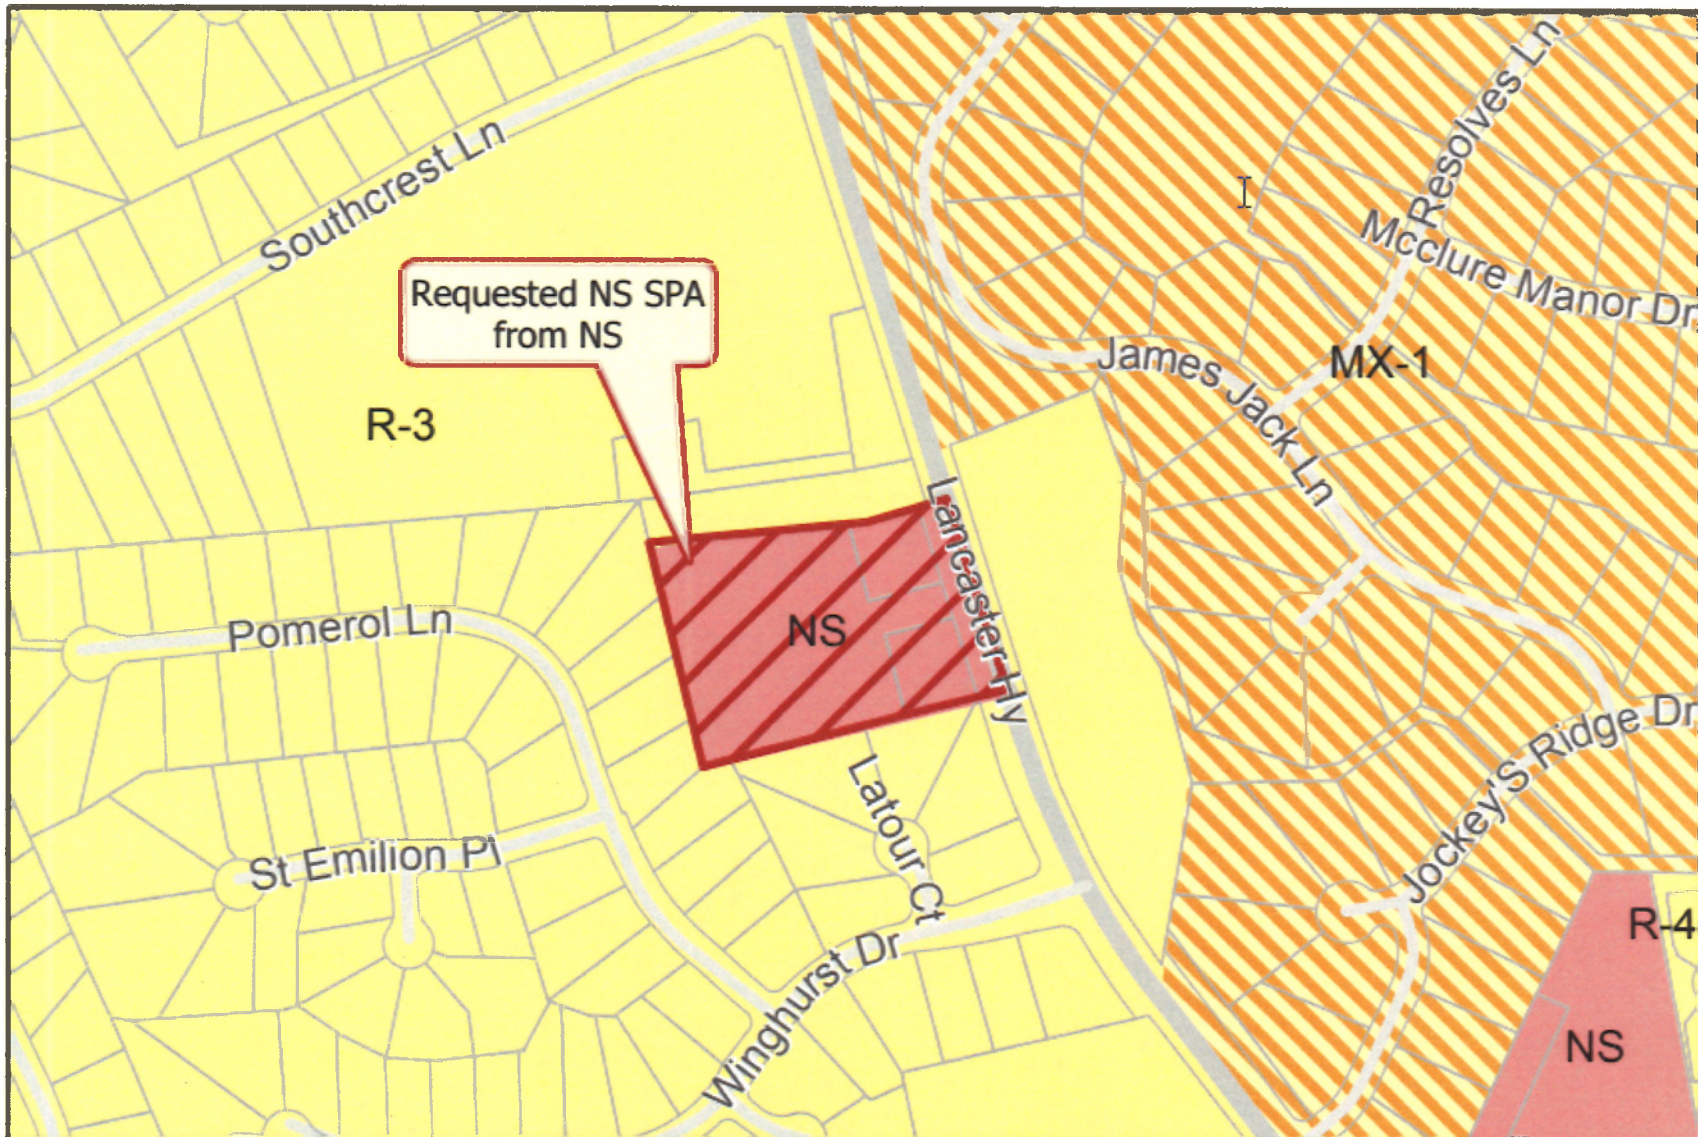 Resolves Ln
Southcrest Ln
Mcclure Manor Dr
Requested NS SPA
from NS
James Jack Ln
MX-1
R-3
Lancaster Hy
NS
Pomerol Ln
Jockey'S Ridge Dr
Latour Ct
St Emilion Pl
R-4
Winghurst Dr
NS